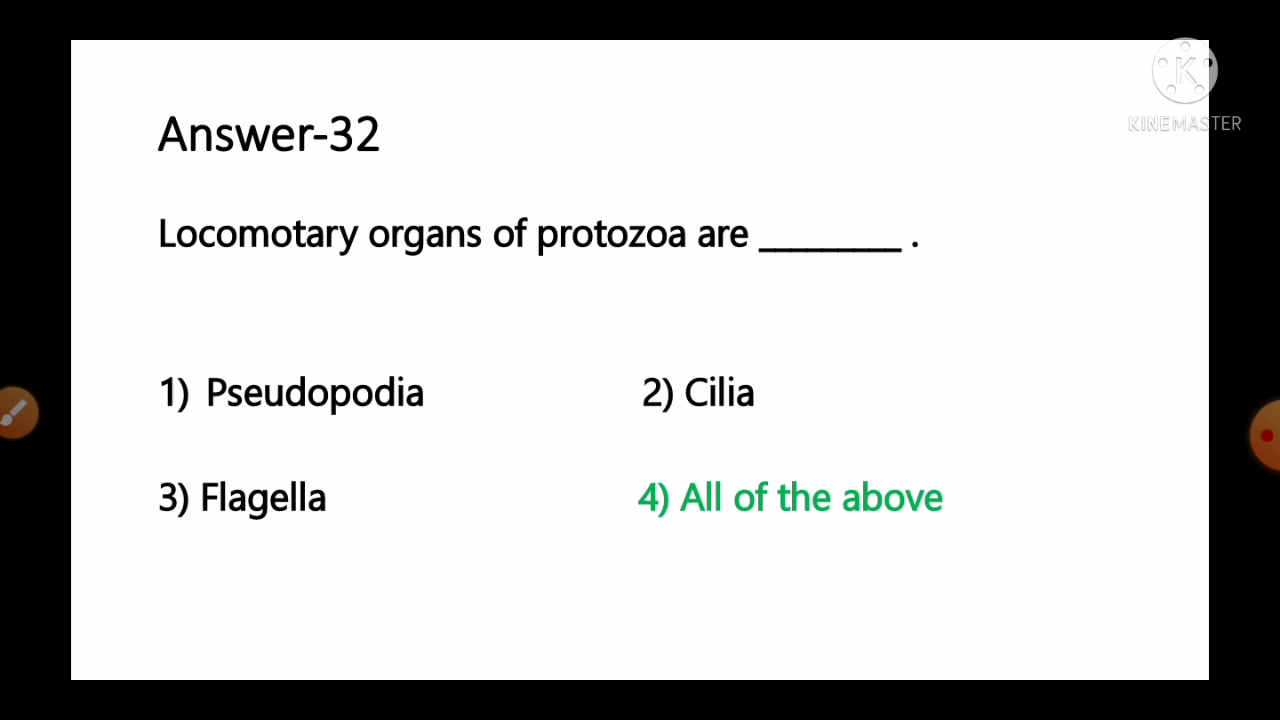 KINEMASTER
Answer-32
Locomotary organs of protozoa are _________ .
1) Pseudopodia 2) Cilia
3) Flagella 4) All of the above